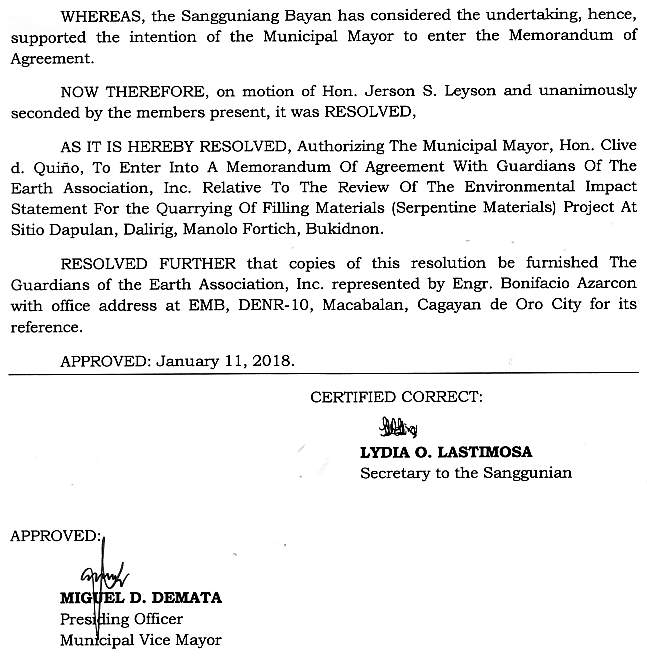 WHEREAS, the Sangguniang Bayan has considered the undertaking, hence,
supported the intention of the Municipal Mayor to enter the Memorandum of
Agreement.
NOW THEREFORE, on motion of Hon. Jerson S. Leyson and unanimously
seconded by the members present, it was RESOLVED,
AS IT IS HEREBY RESOLVED, Authorizing The Municipal Mayor, Hon. Clive
d. Quiño, To Enter Into A Memorandum Of Agreement With Guardians Of The
Earth Association, Inc. Relative To The Review Of The Environmental Impact
Statement For the Quarrying Of Filling Materials (Serpentine Materials) Project At
Sitio Dapulan, Dalirig, Manolo Fortich, Bukidnon.
RESOLVED FURTHER that copies of this resolution be furnished The
Guardians of the Earth Association, Inc. represented by Engr. Bonifacio Azarcon
with office address at EMB, DENR-10, Macabalan, Cagayan de Oro City for its
reference.
APPROVED: January 11, 2018.
CERTIFIED CORRECT:
LYDIA O. LASTIMOSA
Secretary to the Sanggunian
APPROVED:
MIGUEL D. DEMATA
Presiding Officer
Municipal Vice Mayor